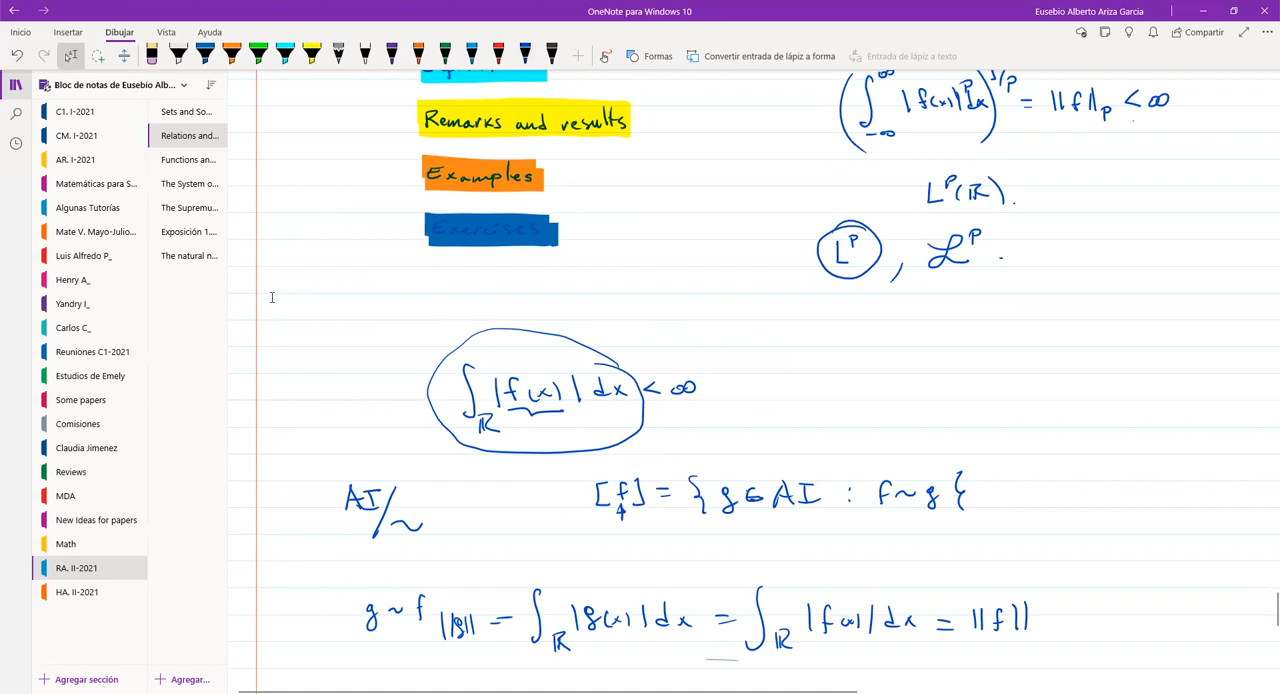 OneNote para Windows 10
Eusebio Alberto Ariza Garcia
Inicio Insertar Dibujar Vista Ayuda
Compartir
Formas Convertir entrada de lápiz a forma Entrada de lápiz a texto
Bloc de notas de Eusebio Alb...
C1. I-2021
CM. I-2021
AR. I-2021
Matemáticas para S...
Algunas Tutorías
Mate V. Mayo-Julio...
Luis Alfredo P_
Henry A_
Yandry I_
Carlos C_
Reuniones C1-2021
Estudios de Emely
Some papers
Comisiones
Claudia Jimenez
Reviews
MDA
New Ideas for papers
Math
RA. II-2021
HA. II-2021
Agregar sección
Sets and So...
Relations and...
Functions an...
The System o...
The Supremu...
Exposición 1....
The natural n...
Agregar...
Remarks and results
Examples
Exercises
(∫_{-∞}^{∞} |f(x)|^p dx)^{1/p} = ||f||_p < ∞
L^p(ℝ).
L^p , ℒ^p .
∫_ℝ |f(x)| dx < ∞
AI/~ [f] = { g ∈ AI : f ~ g }
g ~ f ||g|| = ∫_ℝ |g(x)| dx = ∫_ℝ |f(x)| dx = ||f||